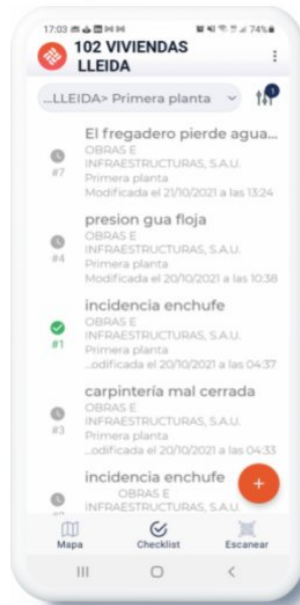 17:03
74%
102 VIVIENDAS
LLEIDA
...LLEIDA> Primera planta
El fregadero pierde agua...
OBRAS E
INFRAESTRUCTURAS, S.A.U.
#7
Primera planta
Modificada el 21/10/2021 a las 13:24
presion gua floja
OBRAS E
INFRAESTRUCTURAS, S.A.U.
#4
Primera planta
Modificada el 20/10/2021 a las 10:38
incidencia enchufe
OBRAS E
INFRAESTRUCTURAS, S.A.U.
#1
Primera planta
...odificada el 20/10/2021 a las 04:37
carpintería mal cerrada
OBRAS E
INFRAESTRUCTURAS, S.A.U.
#3
Primera planta
...odificada el 20/10/2021 a las 04:33
incidencia enchufe
OBRAS E
INFRAESTRUCTURAS, S.A.U.
Mapa
Checklist
Escanear